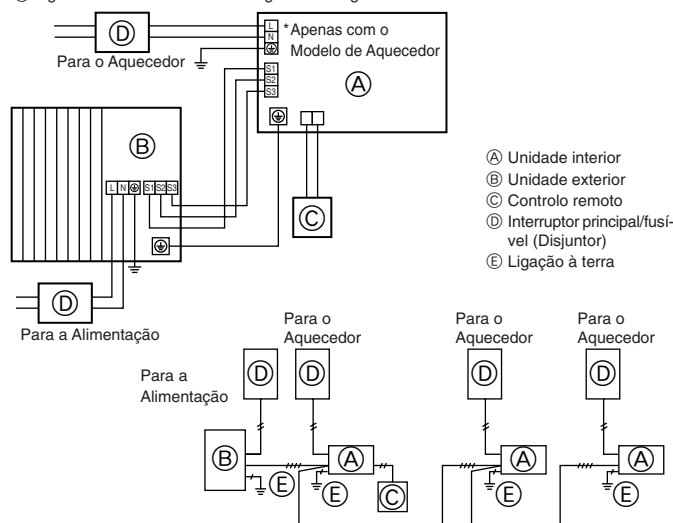 D
L
N
*Apenas com o
Modelo de Aquecedor
Para o Aquecedor
S1
S2
S3
A
B
L N S1 S2 S3
C
Ⓐ Unidade interior
Ⓑ Unidade exterior
Ⓒ Controlo remoto
Ⓓ Interruptor principal/fusí-
vel (Disjuntor)
Ⓔ Ligação à terra
D
Para a Alimentação
Para o
Aquecedor
Para o
Aquecedor
Para o
Aquecedor
Para a
Alimentação
D D D D
B A A A
E E E E
C